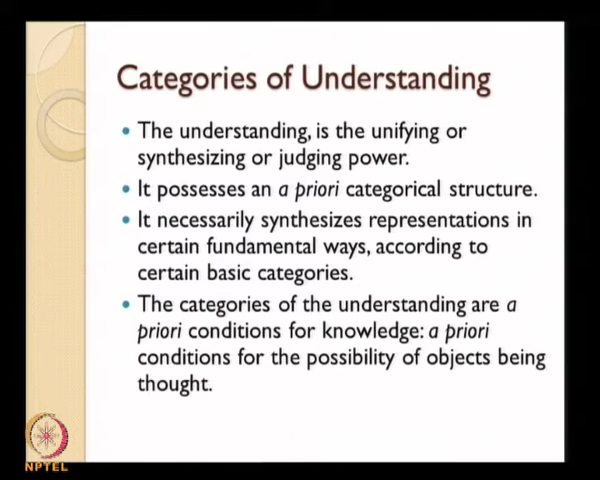 Categories of Understanding
• The understanding, is the unifying or
synthesizing or judging power.
• It possesses an a priori categorical structure.
• It necessarily synthesizes representations in
certain fundamental ways, according to
certain basic categories.
• The categories of the understanding are a
priori conditions for knowledge: a priori
conditions for the possibility of objects being
thought.
NPTEL